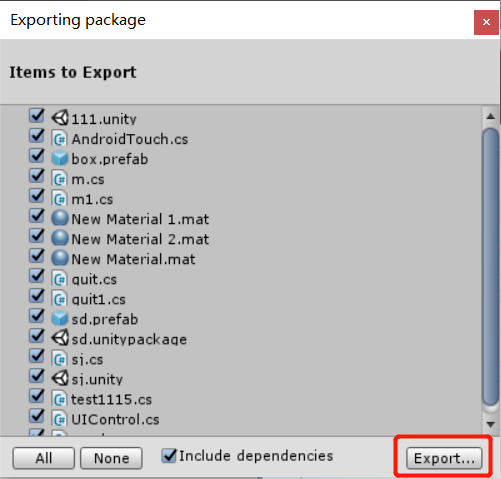 Exporting package
Items to Export
111.unity
AndroidTouch.cs
box.prefab
m.cs
m1.cs
New Material 1.mat
New Material 2.mat
New Material.mat
quit.cs
quit1.cs
sd.prefab
sd.unitypackage
sj.cs
sj.unity
test1115.cs
UIControl.cs
All None Include dependencies Export...